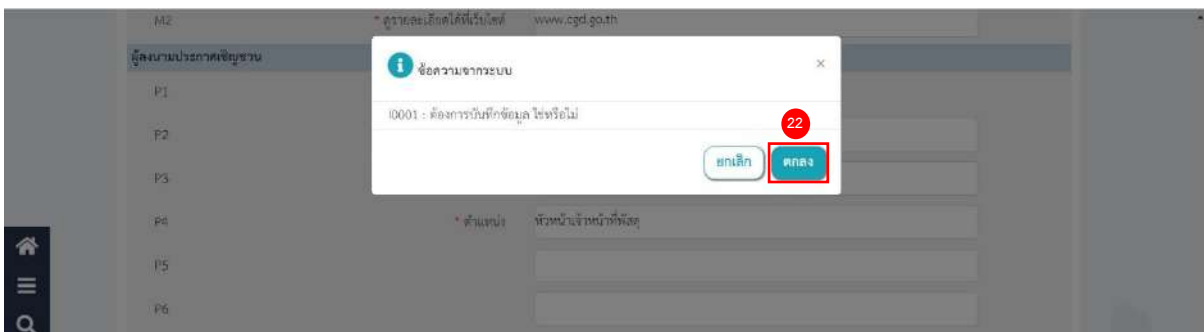 M2 * ดูรายละเอียดได้ที่เว็บไซต์ www.cgd.go.th
ผู้ลงนามประกาศเชิญชวน
ข้อความจากระบบ ×
P1
I0001 : ต้องการบันทึกข้อมูล ใช่หรือไม่
22
P2
ยกเลิก ตกลง
P3
P4 * ตำแหน่ง หัวหน้าเจ้าหน้าที่พัสดุ
P5
P6